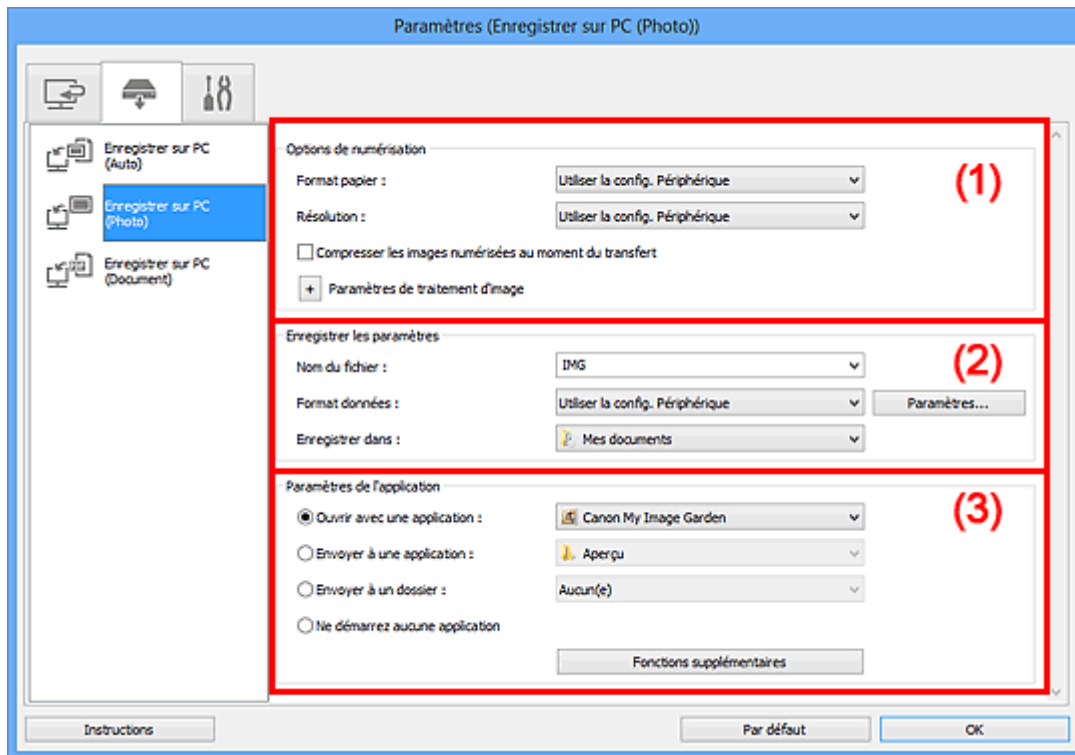 Paramètres (Enregistrer sur PC (Photo))
Enregistrer sur PC
(Auto)
Enregistrer sur PC
(Photo)
Enregistrer sur PC
(Document)
Options de numérisation
(1)
Format papier :
Utiliser la config. Périphérique
Résolution :
Utiliser la config. Périphérique
Compresser les images numérisées au moment du transfert
+ Paramètres de traitement d'image
Enregistrer les paramètres
(2)
Nom du fichier :
IMG
Format données :
Utiliser la config. Périphérique
Paramètres...
Enregistrer dans :
Mes documents
Paramètres de l'application
(3)
Ouvrir avec une application :
Canon My Image Garden
Envoyer à une application :
Aperçu
Envoyer à un dossier :
Aucun(e)
Ne démarrez aucune application
Fonctions supplémentaires
Instructions
Par défaut
OK